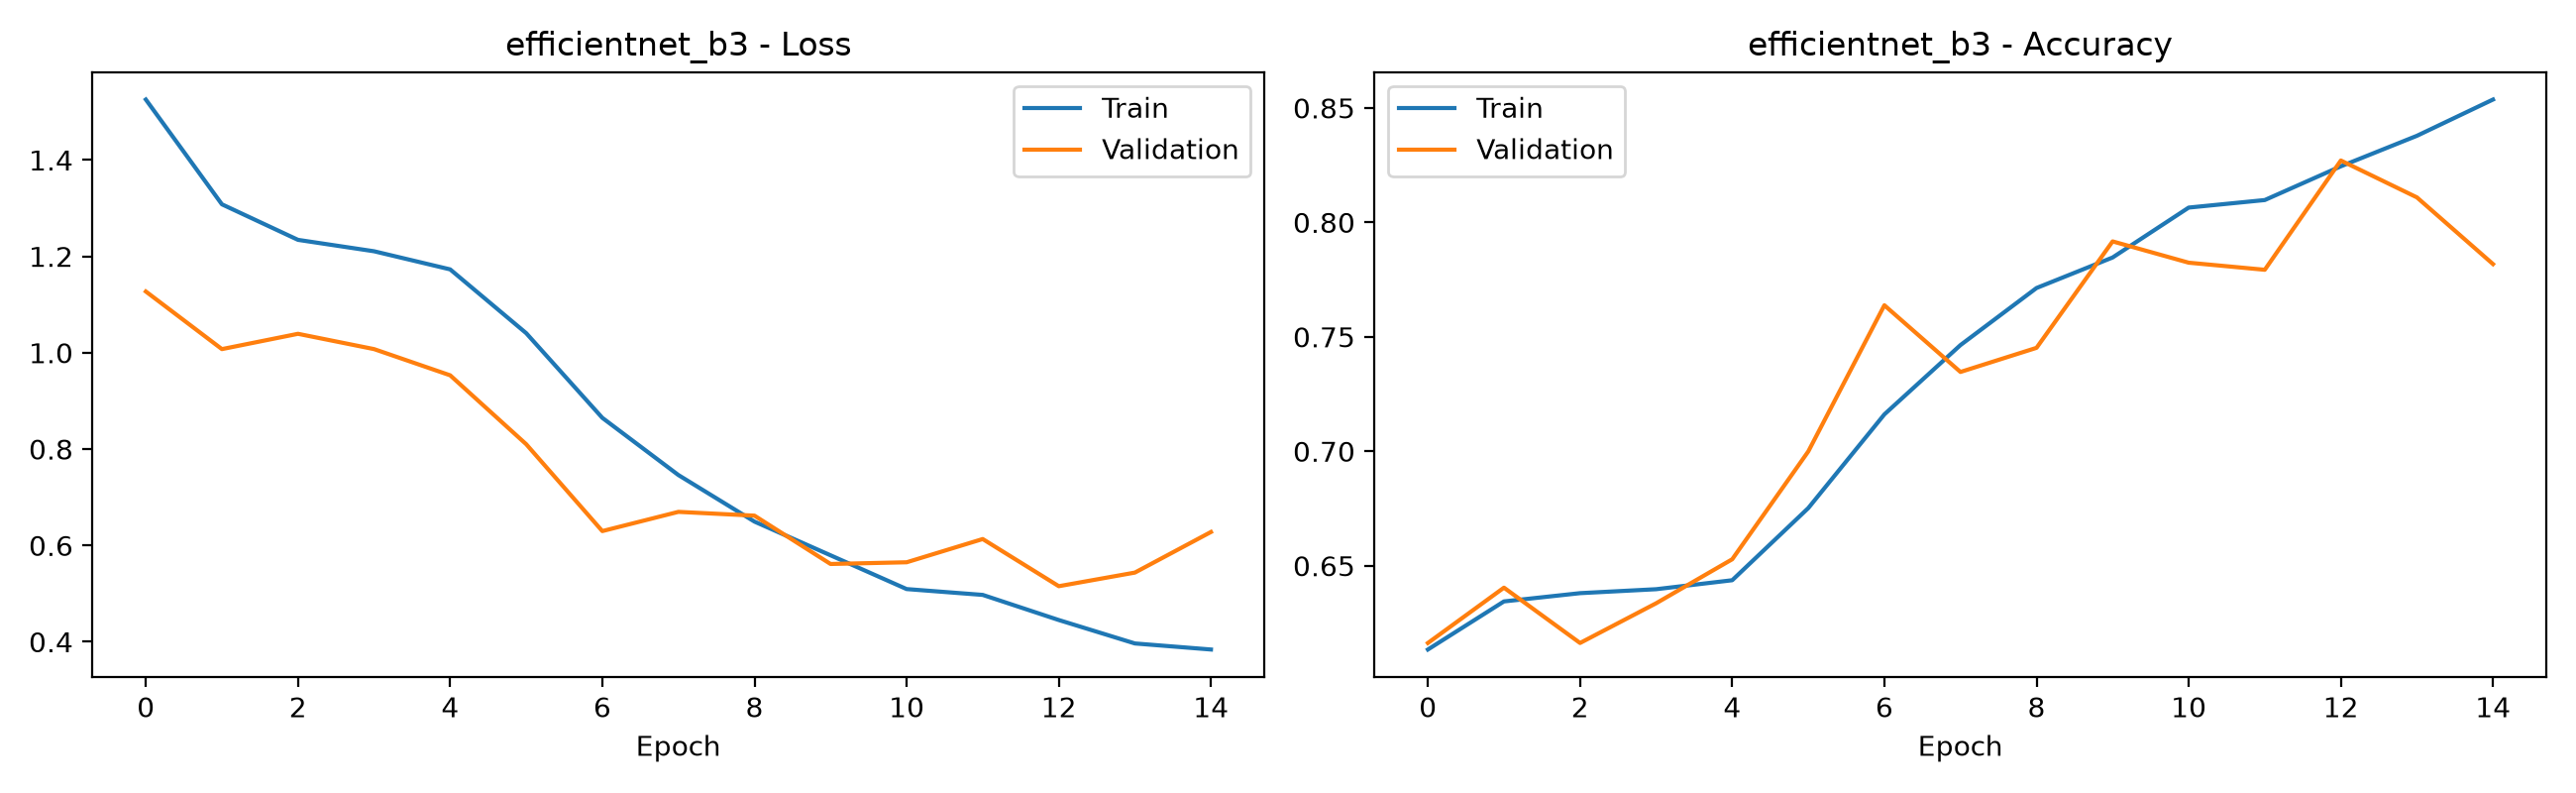 efficientnet_b3 - Loss
Train
Validation
1.4
1.2
1.0
0.8
0.6
0.4
0 2 4 6 8 10 12 14
Epoch
efficientnet_b3 - Accuracy
Train
Validation
0.85
0.80
0.75
0.70
0.65
0 2 4 6 8 10 12 14
Epoch